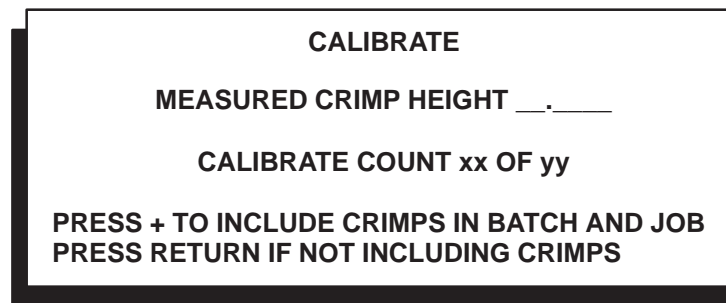 CALIBRATE
MEASURED CRIMP HEIGHT __.____
CALIBRATE COUNT xx OF yy
PRESS + TO INCLUDE CRIMPS IN BATCH AND JOB
PRESS RETURN IF NOT INCLUDING CRIMPS